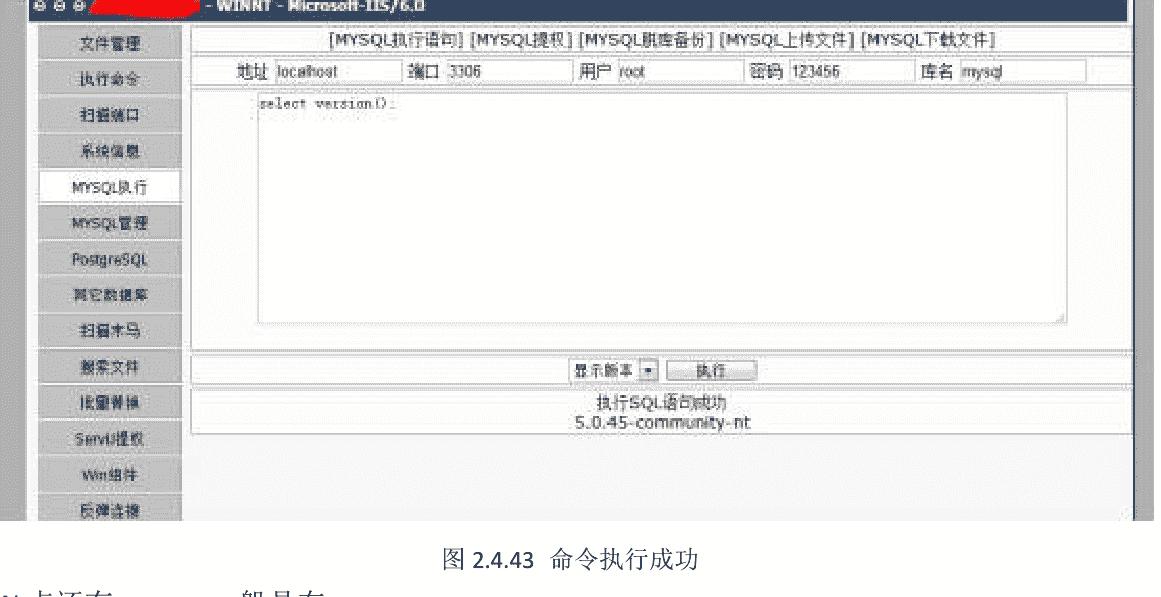 - WINNT - Microsoft-IIS/6.0
文件管理
执行命令
扫描端口
系统信息
MYSQL执行
MYSQL管理
PostgreSQL
其它数据库
扫描木马
搜索文件
批量替换
ServU提权
Win组件
反弹连接
[MYSQL执行语句] [MYSQL提权] [MYSQL脱库备份] [MYSQL上传文件] [MYSQL下载文件]
地址 localhost 端口 3306 用户 root 密码 123456 库名 mysql
select version();
显示版本 执行
执行SQL语句成功
5.0.45-community-nt
图 2.4.43 命令执行成功